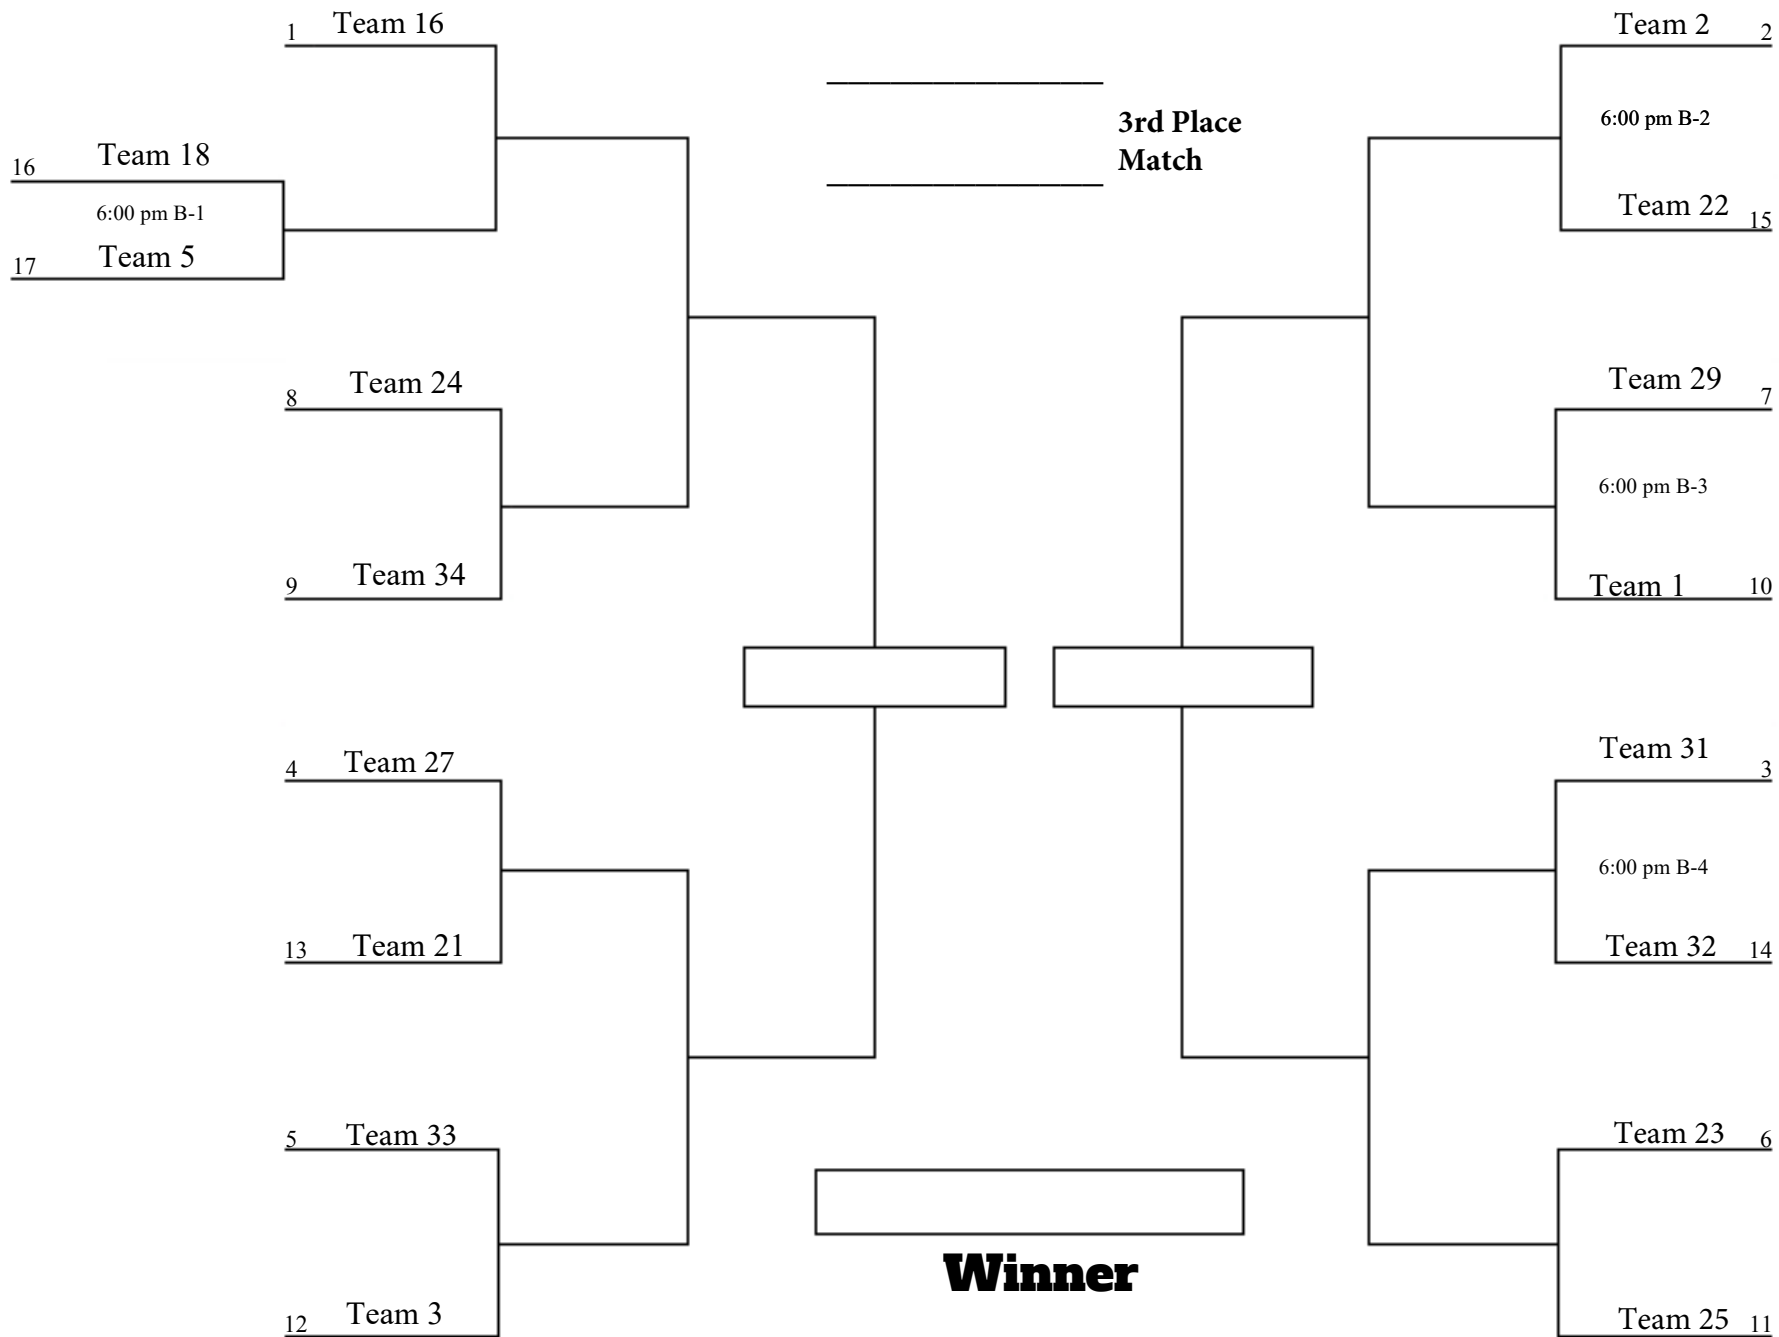 1 Team 16
16 Team 18
6:00 pm B-1
17 Team 5
8 Team 24
9 Team 34
4 Team 27
13 Team 21
5 Team 33
12 Team 3
3rd Place
Match
Winner
Team 2 2
6:00 pm B-2
Team 22 15
Team 29 7
6:00 pm B-3
Team 1 10
Team 31 3
6:00 pm B-4
Team 32 14
Team 23 6
Team 25 11